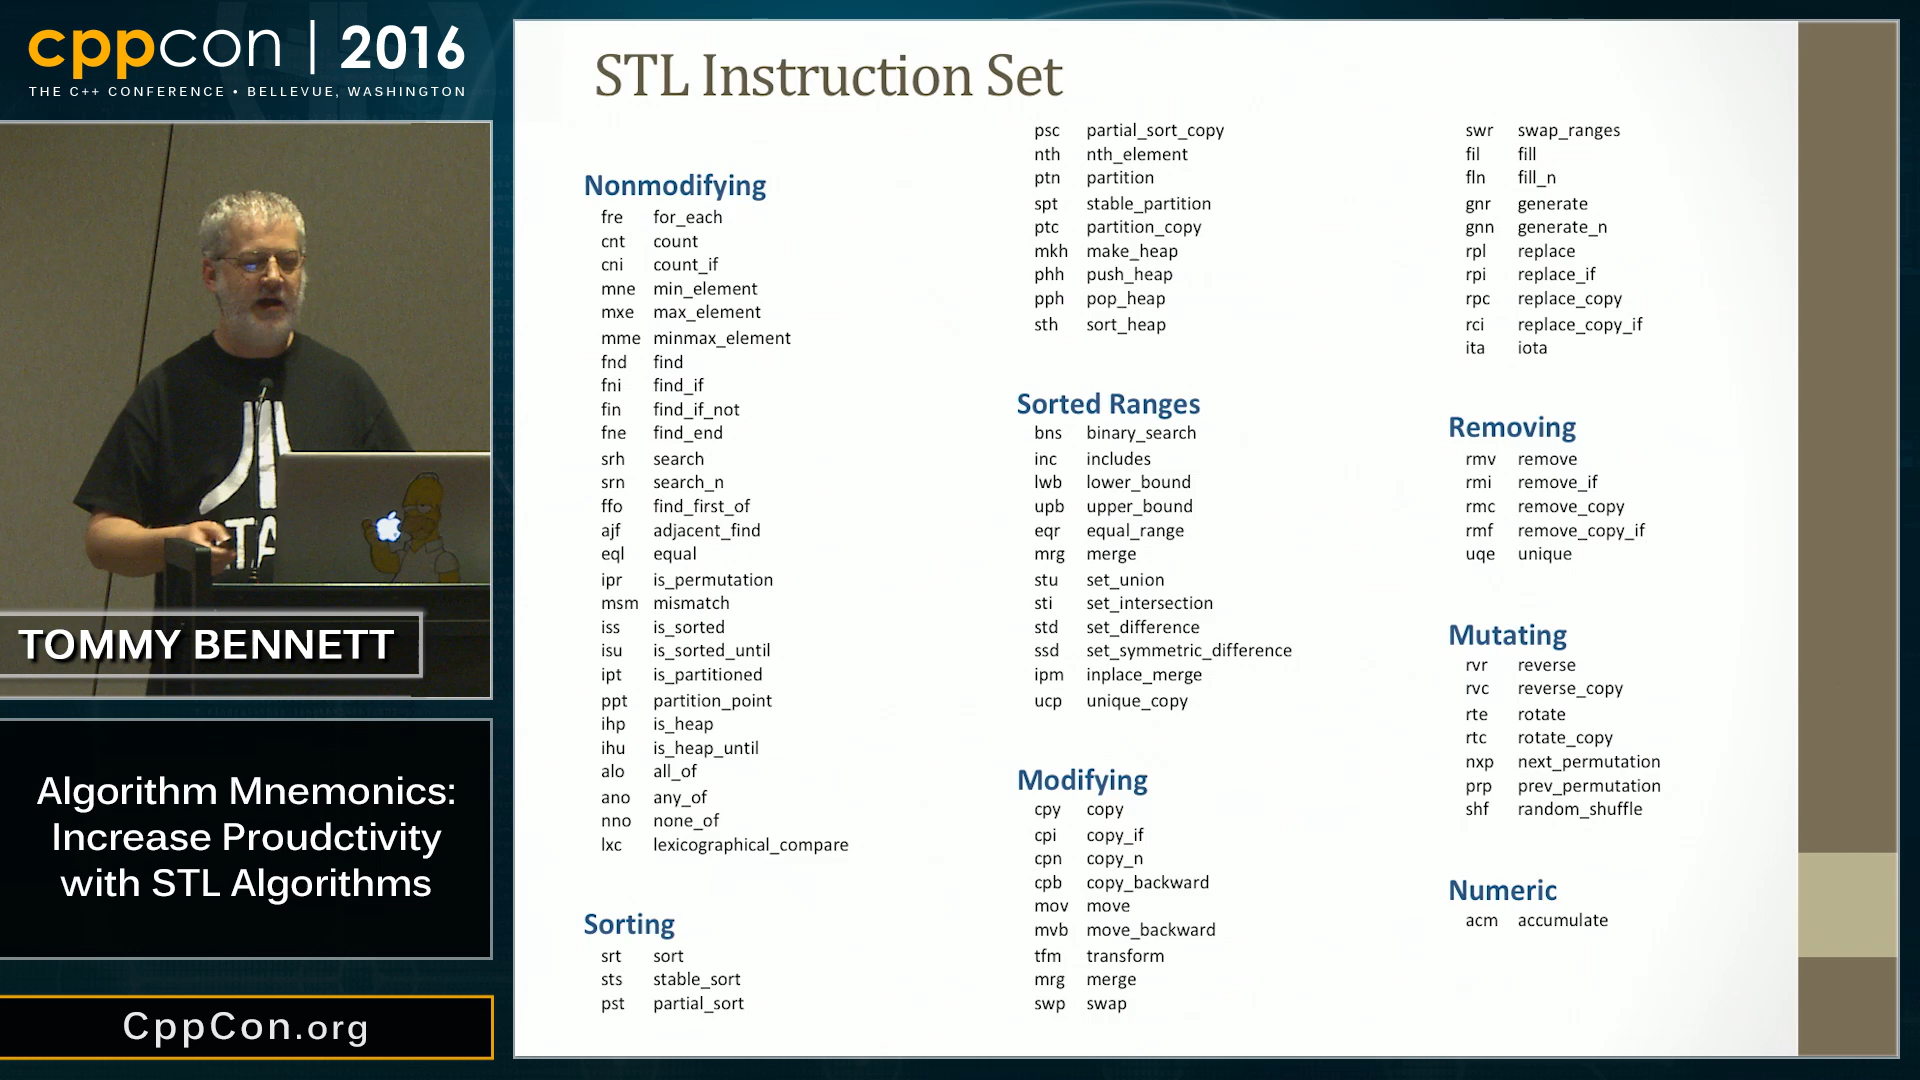 cppcon | 2016
THE C++ CONFERENCE • BELLEVUE, WASHINGTON
TOMMY BENNETT
Algorithm Mnemonics:
Increase Proudctivity
with STL Algorithms
CppCon.org
STL Instruction Set
Nonmodifying
fre for_each
cnt count
cni count_if
mne min_element
mxe max_element
mme minmax_element
fnd find
fni find_if
fin find_if_not
fne find_end
srh search
srn search_n
ffo find_first_of
ajf adjacent_find
eql equal
ipr is_permutation
msm mismatch
iss is_sorted
isu is_sorted_until
ipt is_partitioned
ppt partition_point
ihp is_heap
ihu is_heap_until
alo all_of
ano any_of
nno none_of
lxc lexicographical_compare
Sorting
srt sort
sts stable_sort
pst partial_sort
psc partial_sort_copy
nth nth_element
ptn partition
spt stable_partition
ptc partition_copy
mkh make_heap
phh push_heap
pph pop_heap
sth sort_heap
Sorted Ranges
bns binary_search
inc includes
lwb lower_bound
upb upper_bound
eqr equal_range
mrg merge
stu set_union
sti set_intersection
std set_difference
ssd set_symmetric_difference
ipm inplace_merge
ucp unique_copy
Modifying
cpy copy
cpi copy_if
cpn copy_n
cpb copy_backward
mov move
mvb move_backward
tfm transform
mrg merge
swp swap
swr swap_ranges
fil fill
fln fill_n
gnr generate
gnn generate_n
rpl replace
rpi replace_if
rpc replace_copy
rci replace_copy_if
ita iota
Removing
rmv remove
rmi remove_if
rmc remove_copy
rmf remove_copy_if
uqe unique
Mutating
rvr reverse
rvc reverse_copy
rte rotate
rtc rotate_copy
nxp next_permutation
prp prev_permutation
shf random_shuffle
Numeric
acm accumulate